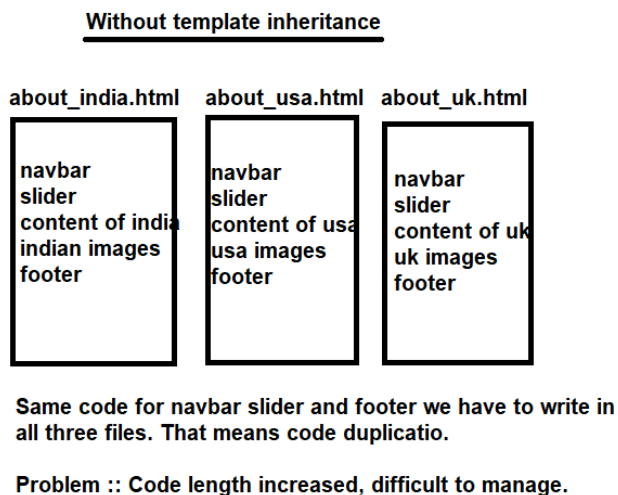 Without template inheritance
about_india.html about_usa.html about_uk.html
navbar
slider
content of india
indian images
footer
navbar
slider
content of usa
usa images
footer
navbar
slider
content of uk
uk images
footer
Same code for navbar slider and footer we have to write in
all three files. That means code duplicatio.
Problem :: Code length increased, difficult to manage.